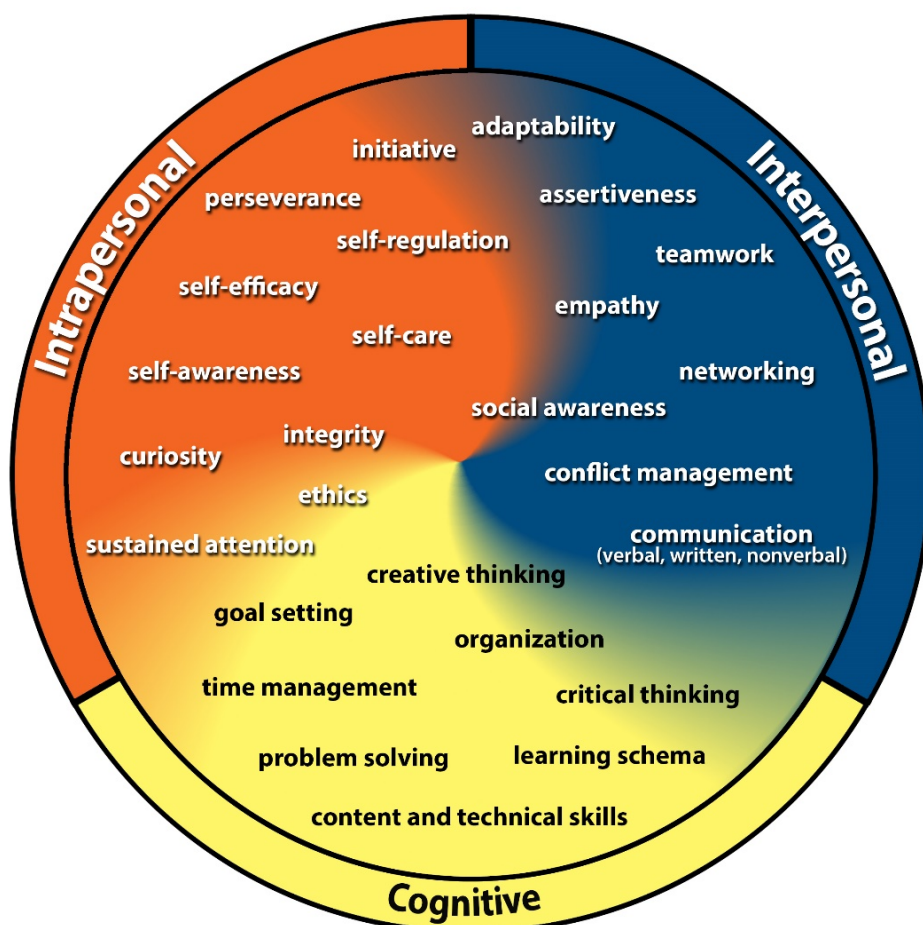 Intrapersonal
Interpersonal
adaptability
initiative
assertiveness
perseverance
self-regulation
teamwork
self-efficacy
empathy
self-care
self-awareness
networking
social awareness
integrity
curiosity
conflict management
ethics
communication
(verbal, written, nonverbal)
sustained attention
creative thinking
goal setting
organization
time management
critical thinking
problem solving
learning schema
content and technical skills
Cognitive